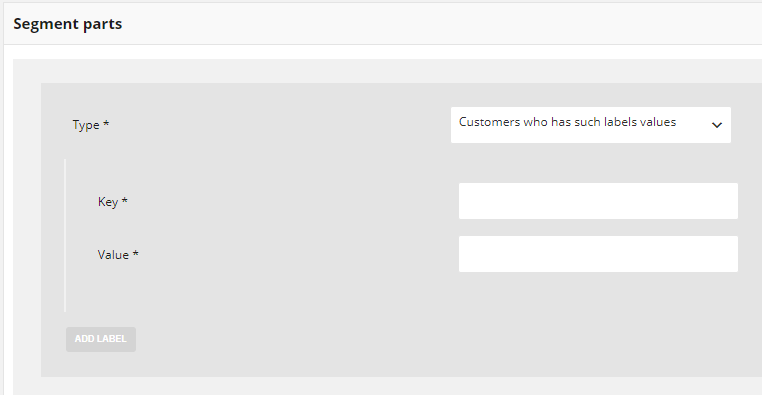 Segment parts
Type *
Customers who has such labels values
Key *
Value *
ADD LABEL